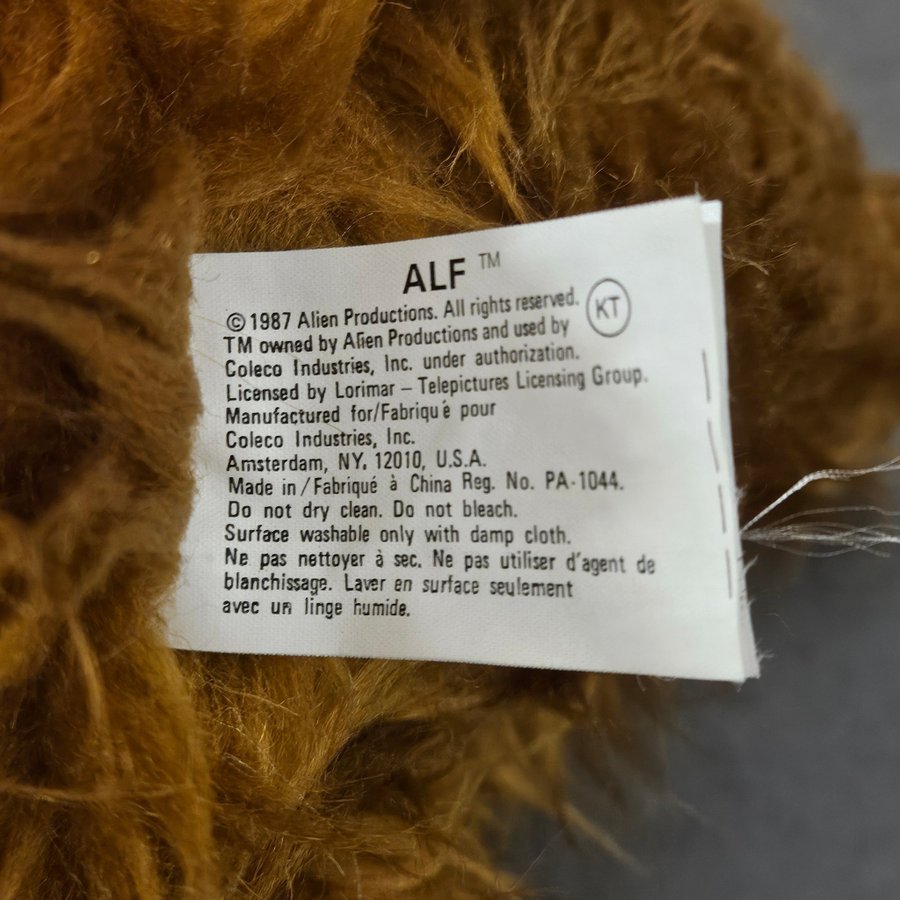 ALF ™
© 1987 Alien Productions. All rights reserved.
KT
TM owned by Alien Productions and used by
Coleco Industries, Inc. under authorization.
Licensed by Lorimar – Telepictures Licensing Group.
Manufactured for/Fabriqué pour
Coleco Industries, Inc.
Amsterdam, NY. 12010, U.S.A.
Made in / Fabriqué à China Reg. No. PA-1044.
Do not dry clean. Do not bleach.
Surface washable only with damp cloth.
Ne pas nettoyer à sec. Ne pas utiliser d'agent de
blanchissage. Laver en surface seulement
avec un linge humide.